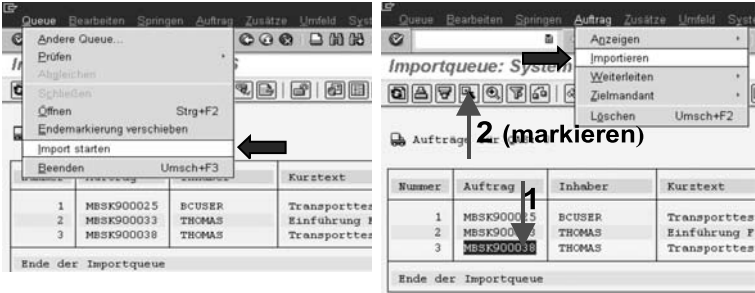 Queue Bearbeiten Springen Auftrag Zusätze Umfeld Syst
Andere Queue...
Prüfen
Abgleichen
Schließen
Öffnen Strg+F2
Endemarkierung verschieben
Import starten
Beenden Umsch+F3
Kurztext
1 MBSK900025 BCUSER Transporttes
2 MBSK900033 THOMAS Einführung F
3 MBSK900038 THOMAS Transporttes
Ende der Importqueue
Queue Bearbeiten Springen Auftrag Zusätze Umfeld Syst
Anzeigen
Importieren
Weiterleiten
Zielmandant
Löschen Umsch+F2
Importqueue: System
2 (markieren)
Aufträge für
1
Nummer Auftrag Inhaber Kurztext
1 MBSK900025 BCUSER Transporttes
2 THOMAS Einführung F
3 MBSK900038 THOMAS Transporttes
Ende der Importqueue